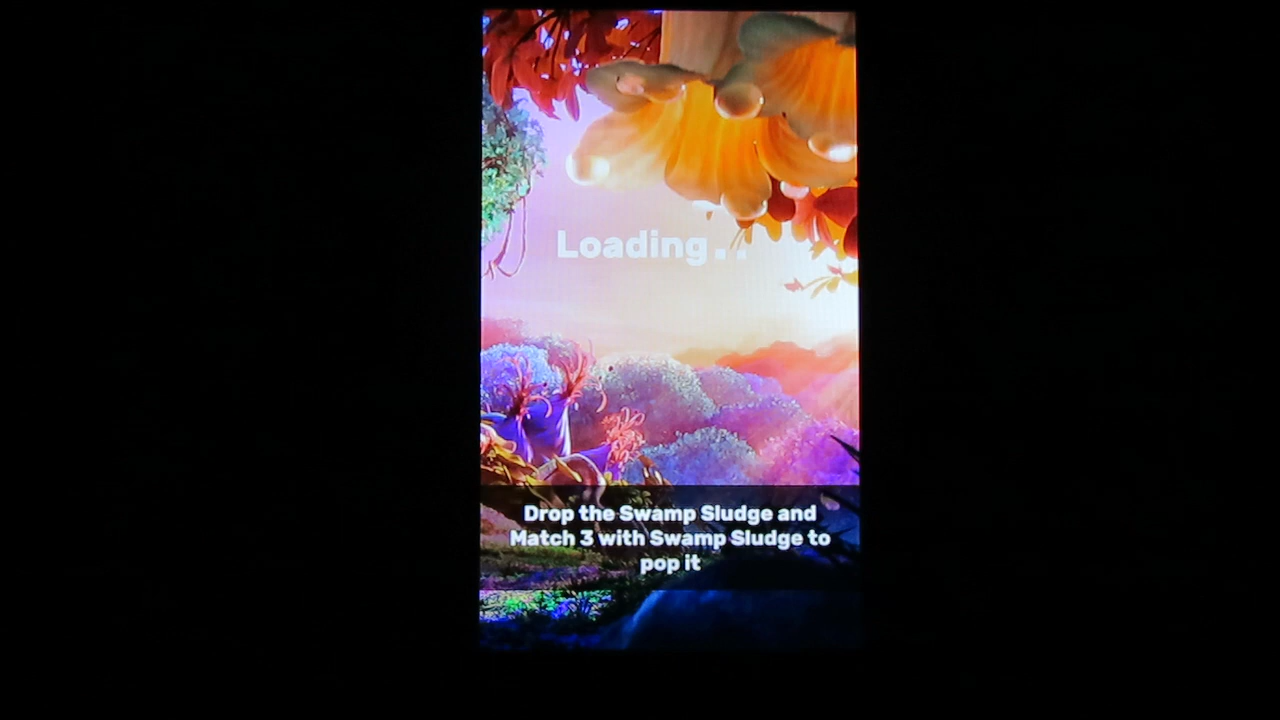 Loading..
Drop the Swamp Sludge and
Match 3 with Swamp Sludge to
pop it